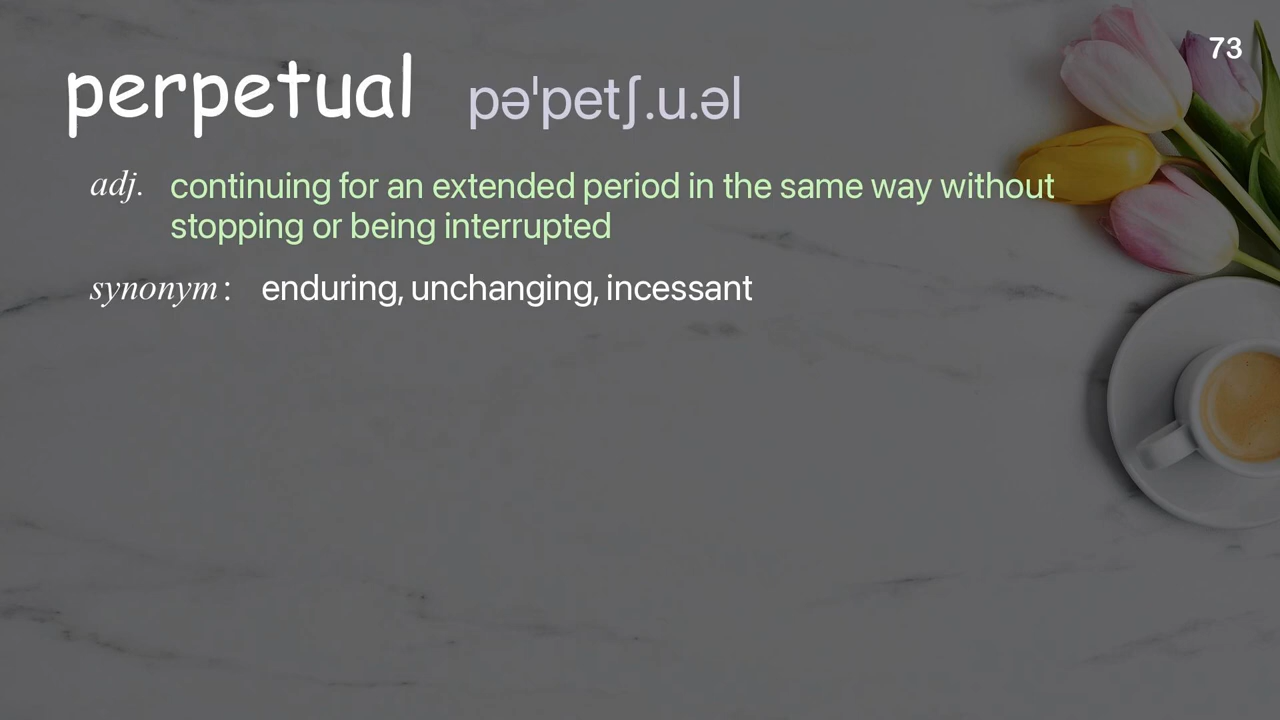 73
perpetual pəˈpetʃ.u.əl
adj. continuing for an extended period in the same way without
stopping or being interrupted
synonym: enduring, unchanging, incessant